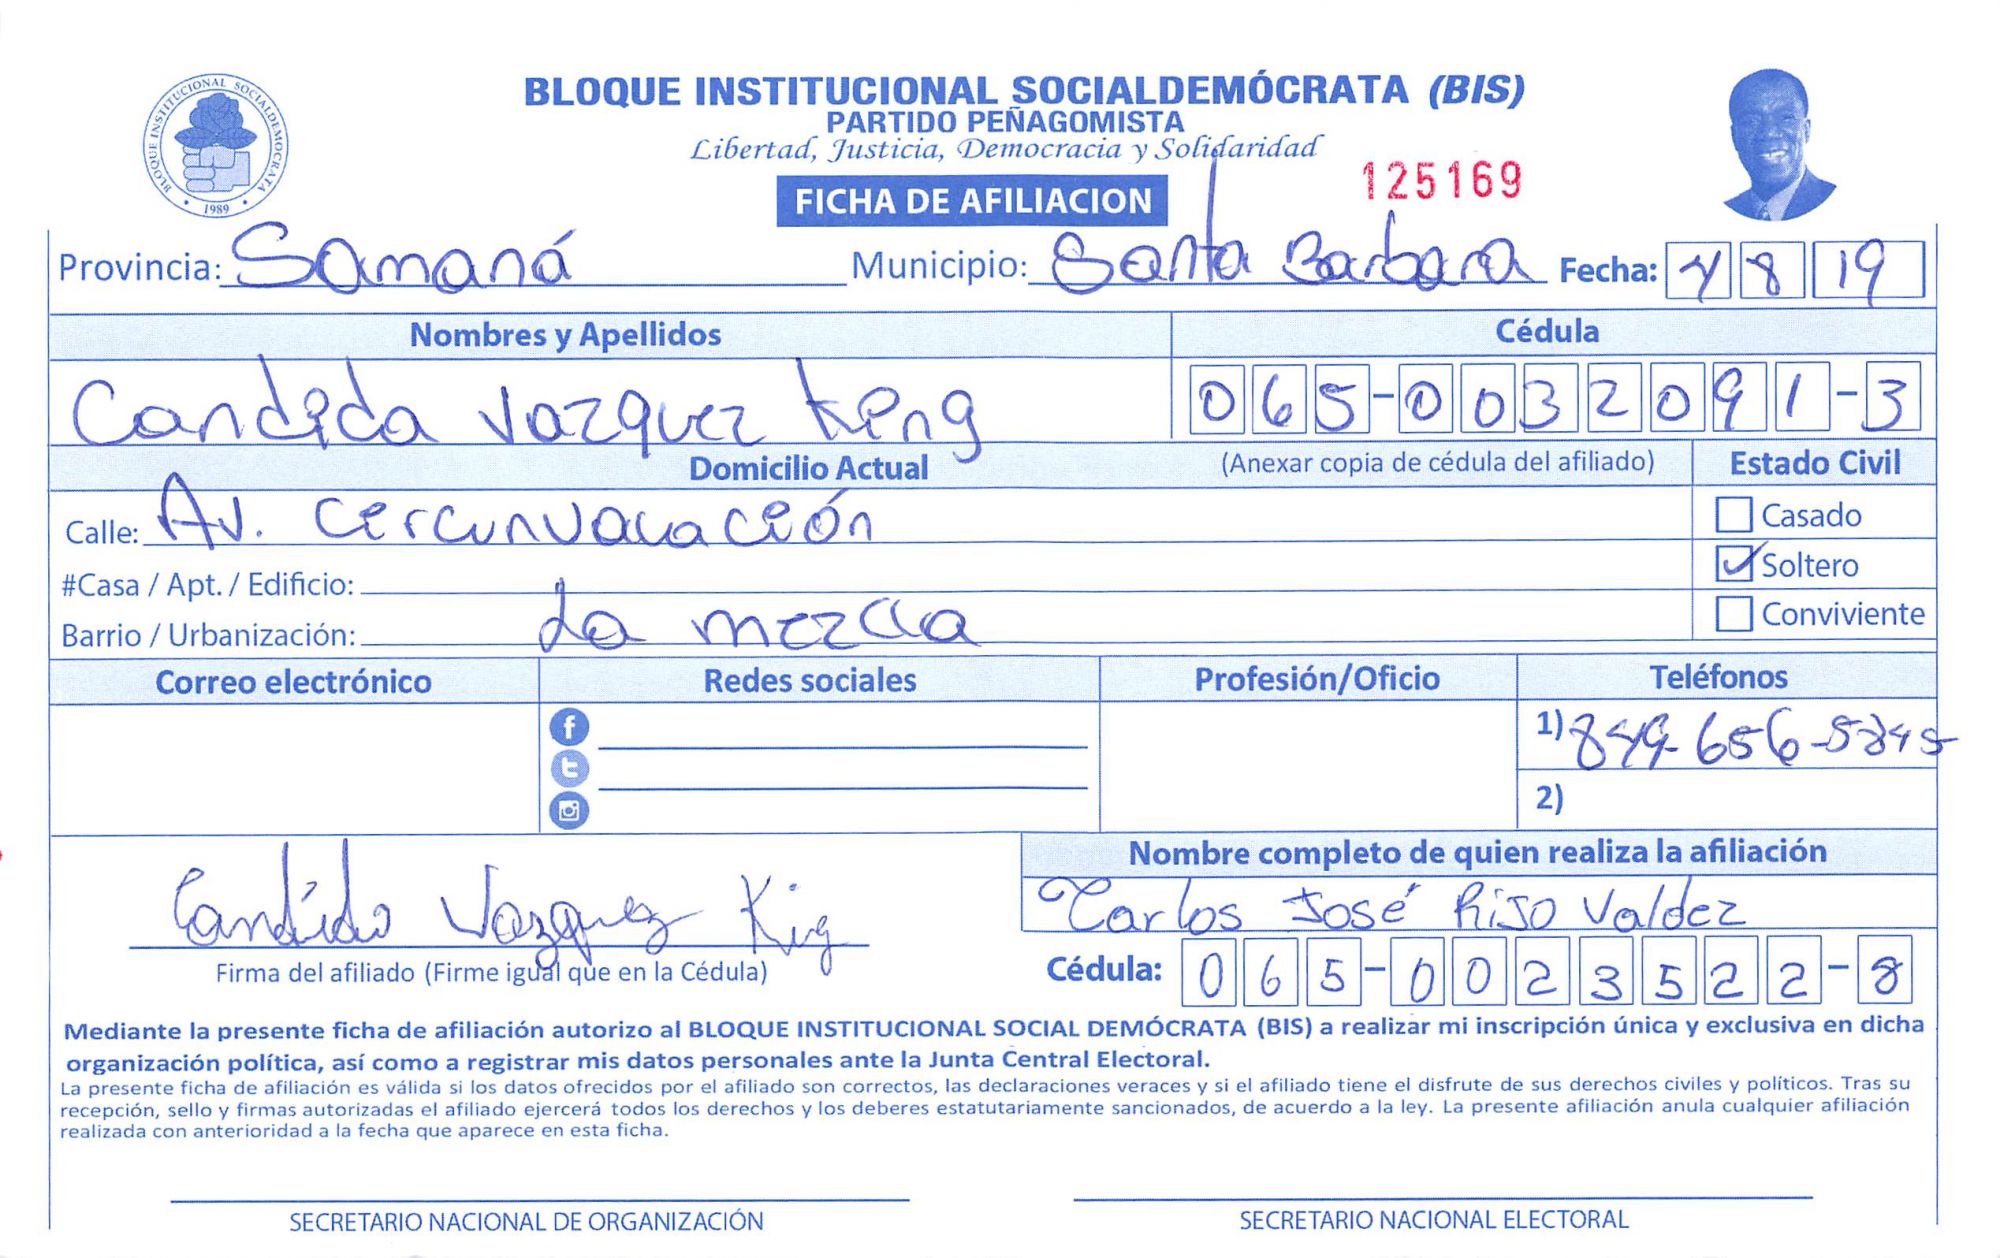 BLOQUE INSTITUCIONAL SOCIALDEMÓCRATA (BIS)
PARTIDO PEÑAGOMISTA
Libertad, Justicia, Democracia y Solidaridad
BLOQUE INSTITUCIONAL SOCIALDEMOCRATA
1989
FICHA DE AFILIACION
125169
Provincia: Samaná Municipio: Santa Barbara Fecha: 4 8 19
Nombres y Apellidos Cédula
Candida Vazquez King 065-0032091-3
Domicilio Actual (Anexar copia de cédula del afiliado) Estado Civil
Calle: Av. Circunvalación Casado
#Casa / Apt. / Edificio: Soltero
Barrio / Urbanización: La mezcla Conviviente
Correo electrónico Redes sociales Profesión/Oficio Teléfonos
1) 849-656-5845
2)
Nombre completo de quien realiza la afiliación
Carlos José Rijo Valdez
Candido Vazquez King
Firma del afiliado (Firme igual que en la Cédula) Cédula: 065-0023522-8
Mediante la presente ficha de afiliación autorizo al BLOQUE INSTITUCIONAL SOCIAL DEMÓCRATA (BIS) a realizar mi inscripción única y exclusiva en dicha
organización política, así como a registrar mis datos personales ante la Junta Central Electoral.
La presente ficha de afiliación es válida si los datos ofrecidos por el afiliado son correctos, las declaraciones veraces y si el afiliado tiene el disfrute de sus derechos civiles y políticos. Tras su
recepción, sello y firmas autorizadas el afiliado ejercerá todos los derechos y los deberes estatutariamente sancionados, de acuerdo a la ley. La presente afiliación anula cualquier afiliación
realizada con anterioridad a la fecha que aparece en esta ficha.
SECRETARIO NACIONAL DE ORGANIZACIÓN SECRETARIO NACIONAL ELECTORAL